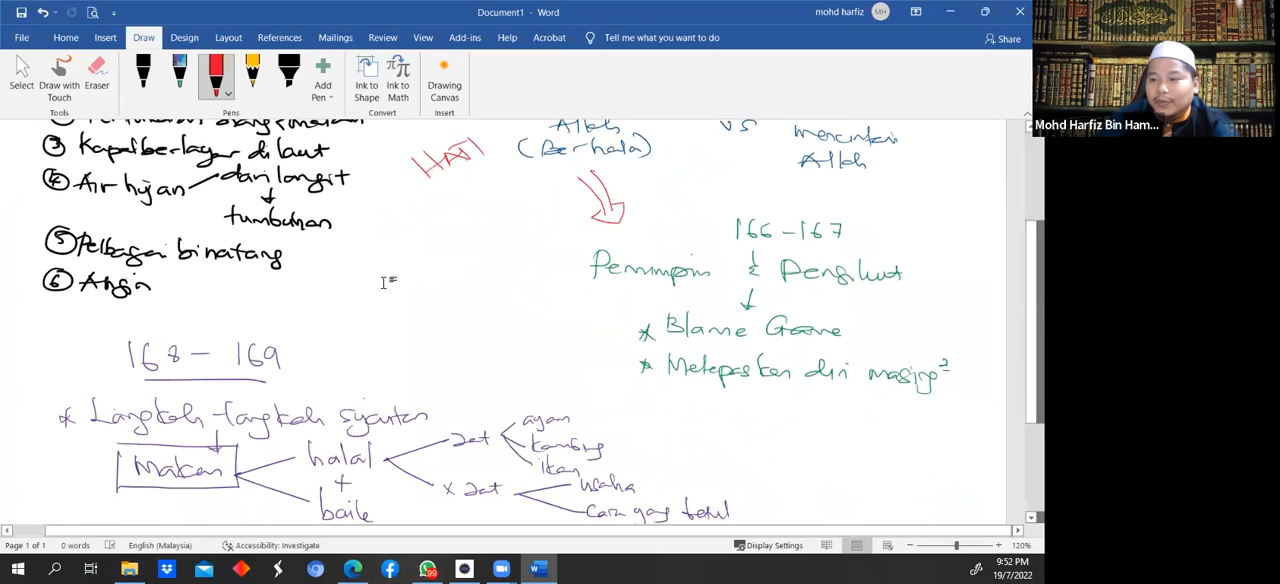 Document1 - Word
mohd harfiz
MH
File Home Insert Draw Design Layout References Mailings Review View Add-ins Help Acrobat Tell me what you want to do
Share
Select
Draw with Touch
Eraser
Add Pen
Ink to Shape
Ink to Math
Drawing Canvas
Tools
Pens
Convert
Insert
Mohd Harfiz Bin Ham...
③ Kapal berlayar di laut
④ Air hujan
dari langit
tumbuhan
⑤ Pelbagai binatang
⑥ Angin
HATI
Allah
(Berhala)
VS
mencintai
Allah
166 - 167
Pemimpin & Pengikut
* Blame Game
* Melepaskan diri masing²
168 - 169
* Langkah-langkah syaitan
Makan
halal
+
baik
zat
ayam
kambing
ikan
x zat
usaha
cara yang betul
Page 1 of 1
0 words
English (Malaysia)
Accessibility: Investigate
Display Settings
120%
99
9:52 PM
19/7/2022